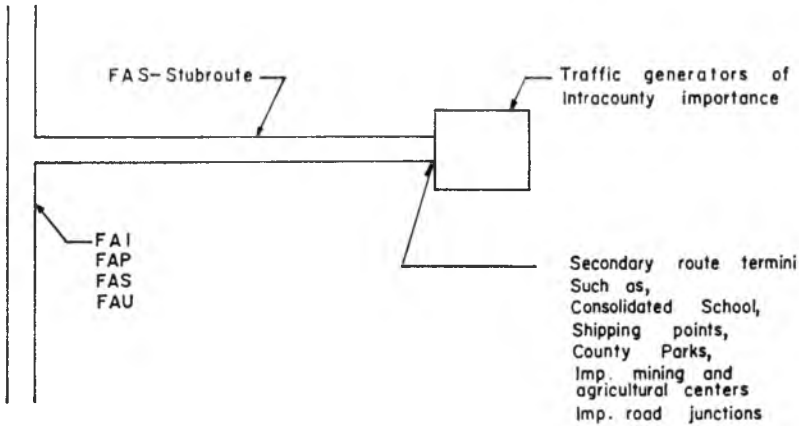 FAS-Stubroute
Traffic generators of
Intracounty importance
FAI
FAP
FAS
FAU
Secondary route termini
Such as,
Consolidated School,
Shipping points,
County Parks,
Imp. mining and
agricultural centers
Imp. road junctions